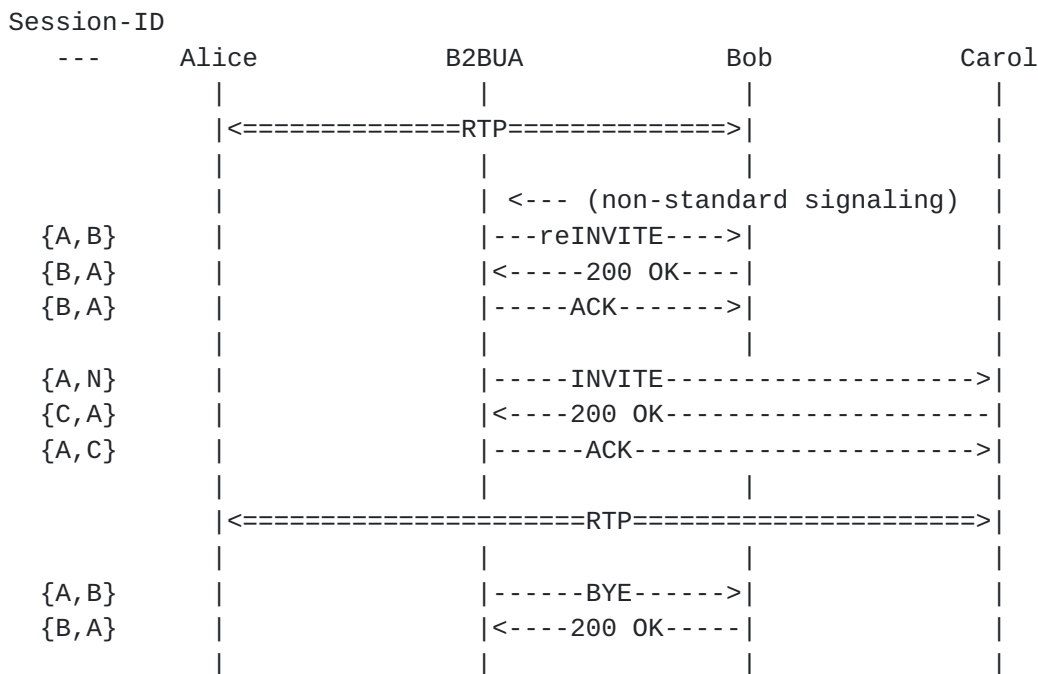 Session-ID
   ---     Alice            B2BUA             Bob            Carol
             |                |                |               |
             |<==============RTP==============>|               |
             |                |                |               |
             |                | <--- (non-standard signaling)  |
  {A,B}      |                |---reINVITE---->|               |
  {B,A}      |                |<-----200 OK----|               |
  {B,A}      |                |-----ACK------->|               |
             |                |                |               |
  {A,N}      |                |-----INVITE-------------------->|
  {C,A}      |                |<----200 OK---------------------|
  {A,C}      |                |------ACK---------------------->|
             |                |                |               |
             |<======================RTP======================>|
             |                |                |               |
  {A,B}      |                |------BYE------>|               |
  {B,A}      |                |<----200 OK-----|               |
             |                |                |               |